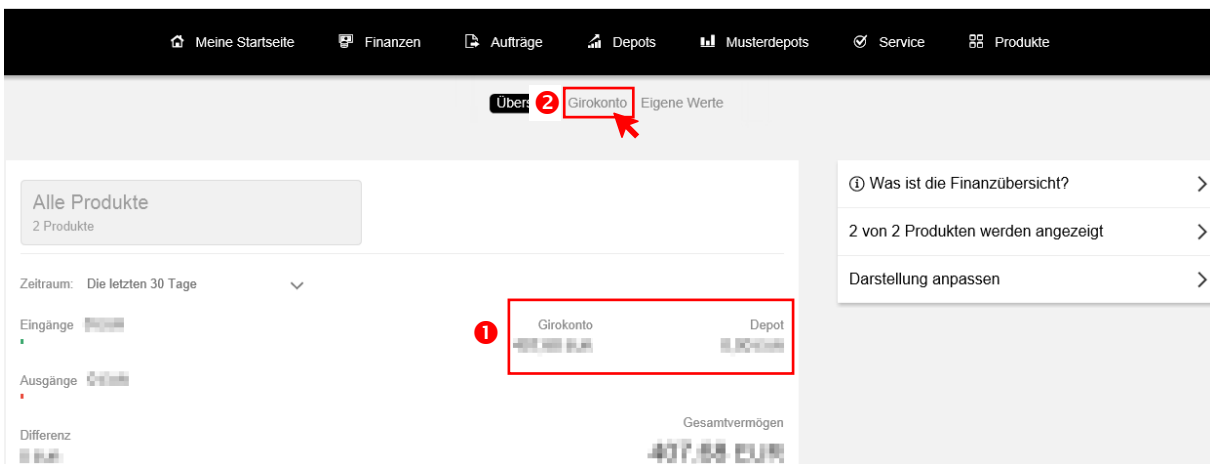 Meine Startseite Finanzen Aufträge Depots Musterdepots Service Produkte
2 Girokonto Eigene Werte
Alle Produkte
2 Produkte
Was ist die Finanzübersicht?
2 von 2 Produkten werden angezeigt
Darstellung anpassen
Zeitraum: Die letzten 30 Tage
Eingänge
1 Girokonto Depot
Ausgänge
Gesamtvermögen
Differenz